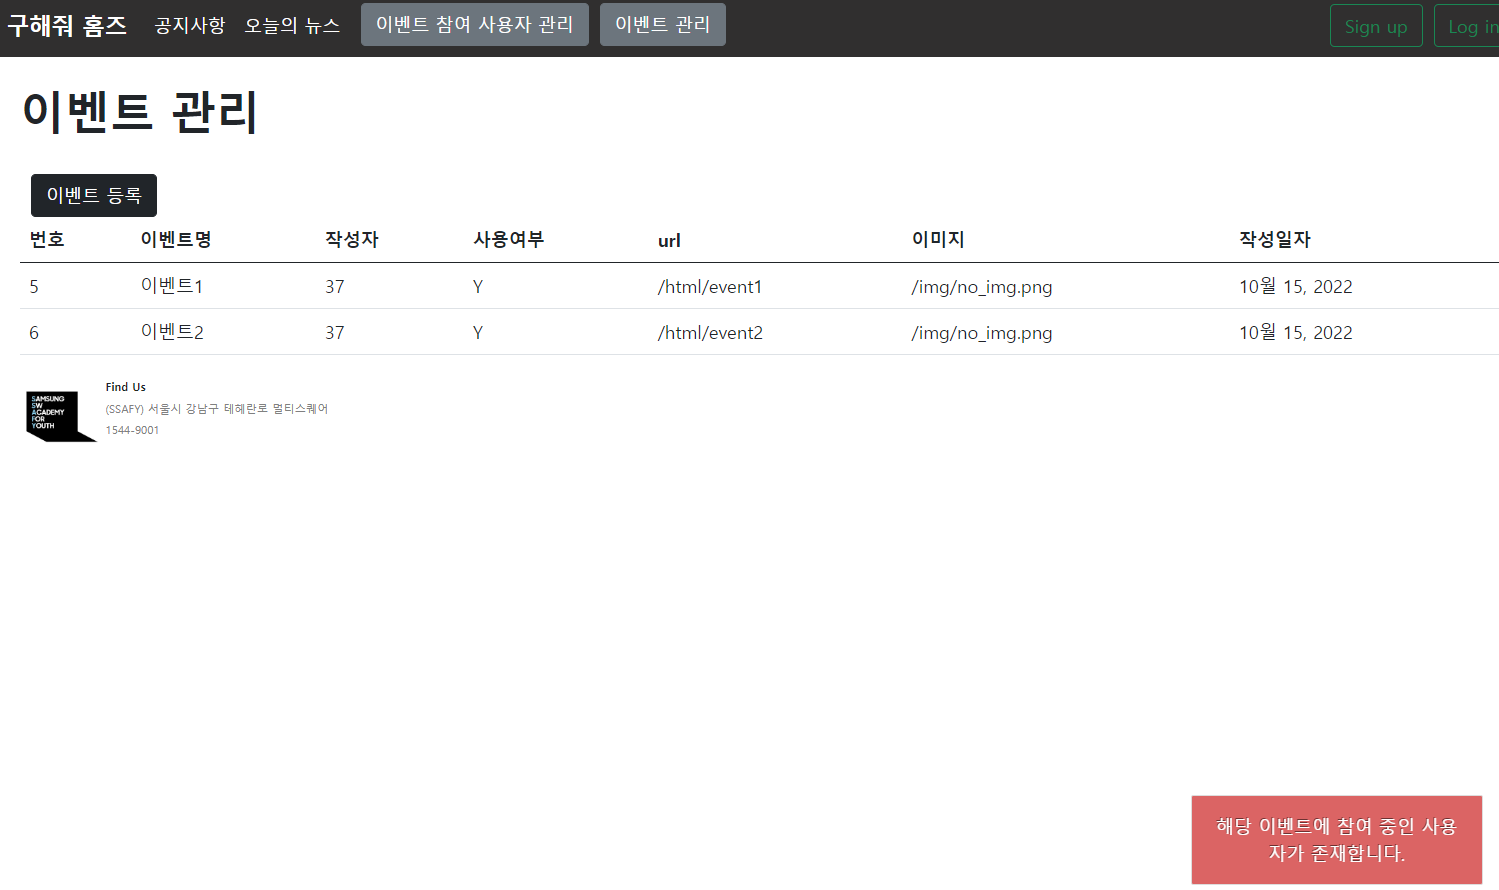 구해줘 홈즈 공지사항 오늘의 뉴스 이벤트 참여 사용자 관리 이벤트 관리 Sign up Log in
이벤트 관리
이벤트 등록
번호 이벤트명 작성자 사용여부 url 이미지 작성일자
5 이벤트1 37 Y /html/event1 /img/no_img.png 10월 15, 2022
6 이벤트2 37 Y /html/event2 /img/no_img.png 10월 15, 2022
SAMSUNG
SW
ACADEMY
FOR
YOUTH
Find Us
(SSAFY) 서울시 강남구 테헤란로 멀티스퀘어
1544-9001
해당 이벤트에 참여 중인 사용
자가 존재합니다.